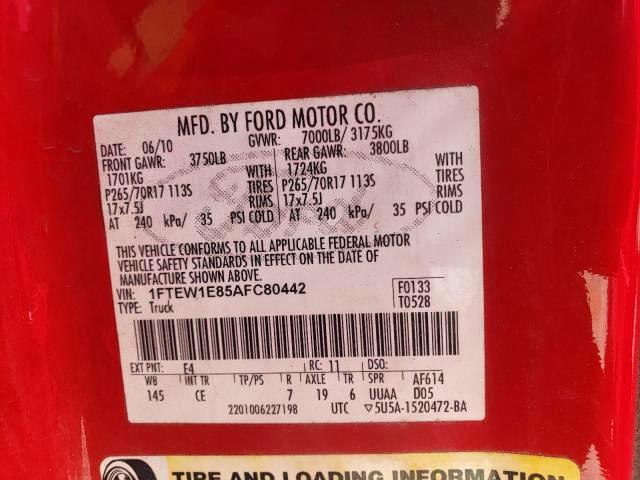 MFD. BY FORD MOTOR CO.
DATE: 06/10 GVWR: 7000LB/ 3175KG
FRONT GAWR: 3750LB REAR GAWR: 3800LB
1701KG WITH 1724KG WITH
P265/70R17 113S TIRES P265/70R17 113S TIRES
17x7.5J RIMS 17x7.5J RIMS
AT 240 kPa/ 35 PSI COLD AT 240 kPa/ 35 PSI COLD
THIS VEHICLE CONFORMS TO ALL APPLICABLE FEDERAL MOTOR
VEHICLE SAFETY STANDARDS IN EFFECT ON THE DATE OF
MANUFACTURE SHOWN ABOVE.
VIN: 1FTEW1E85AFC80442 F0133
TYPE: Truck T0528
EXT PNT: E4 RC: 11 DSO:
WB INT TR TP/PS R AXLE TR SPR AF614
145 CE 7 19 6 UUAA D05
2201006227198 UTC ▽5U5A-1520472-BA
TIRE AND LOADING INFORMATION